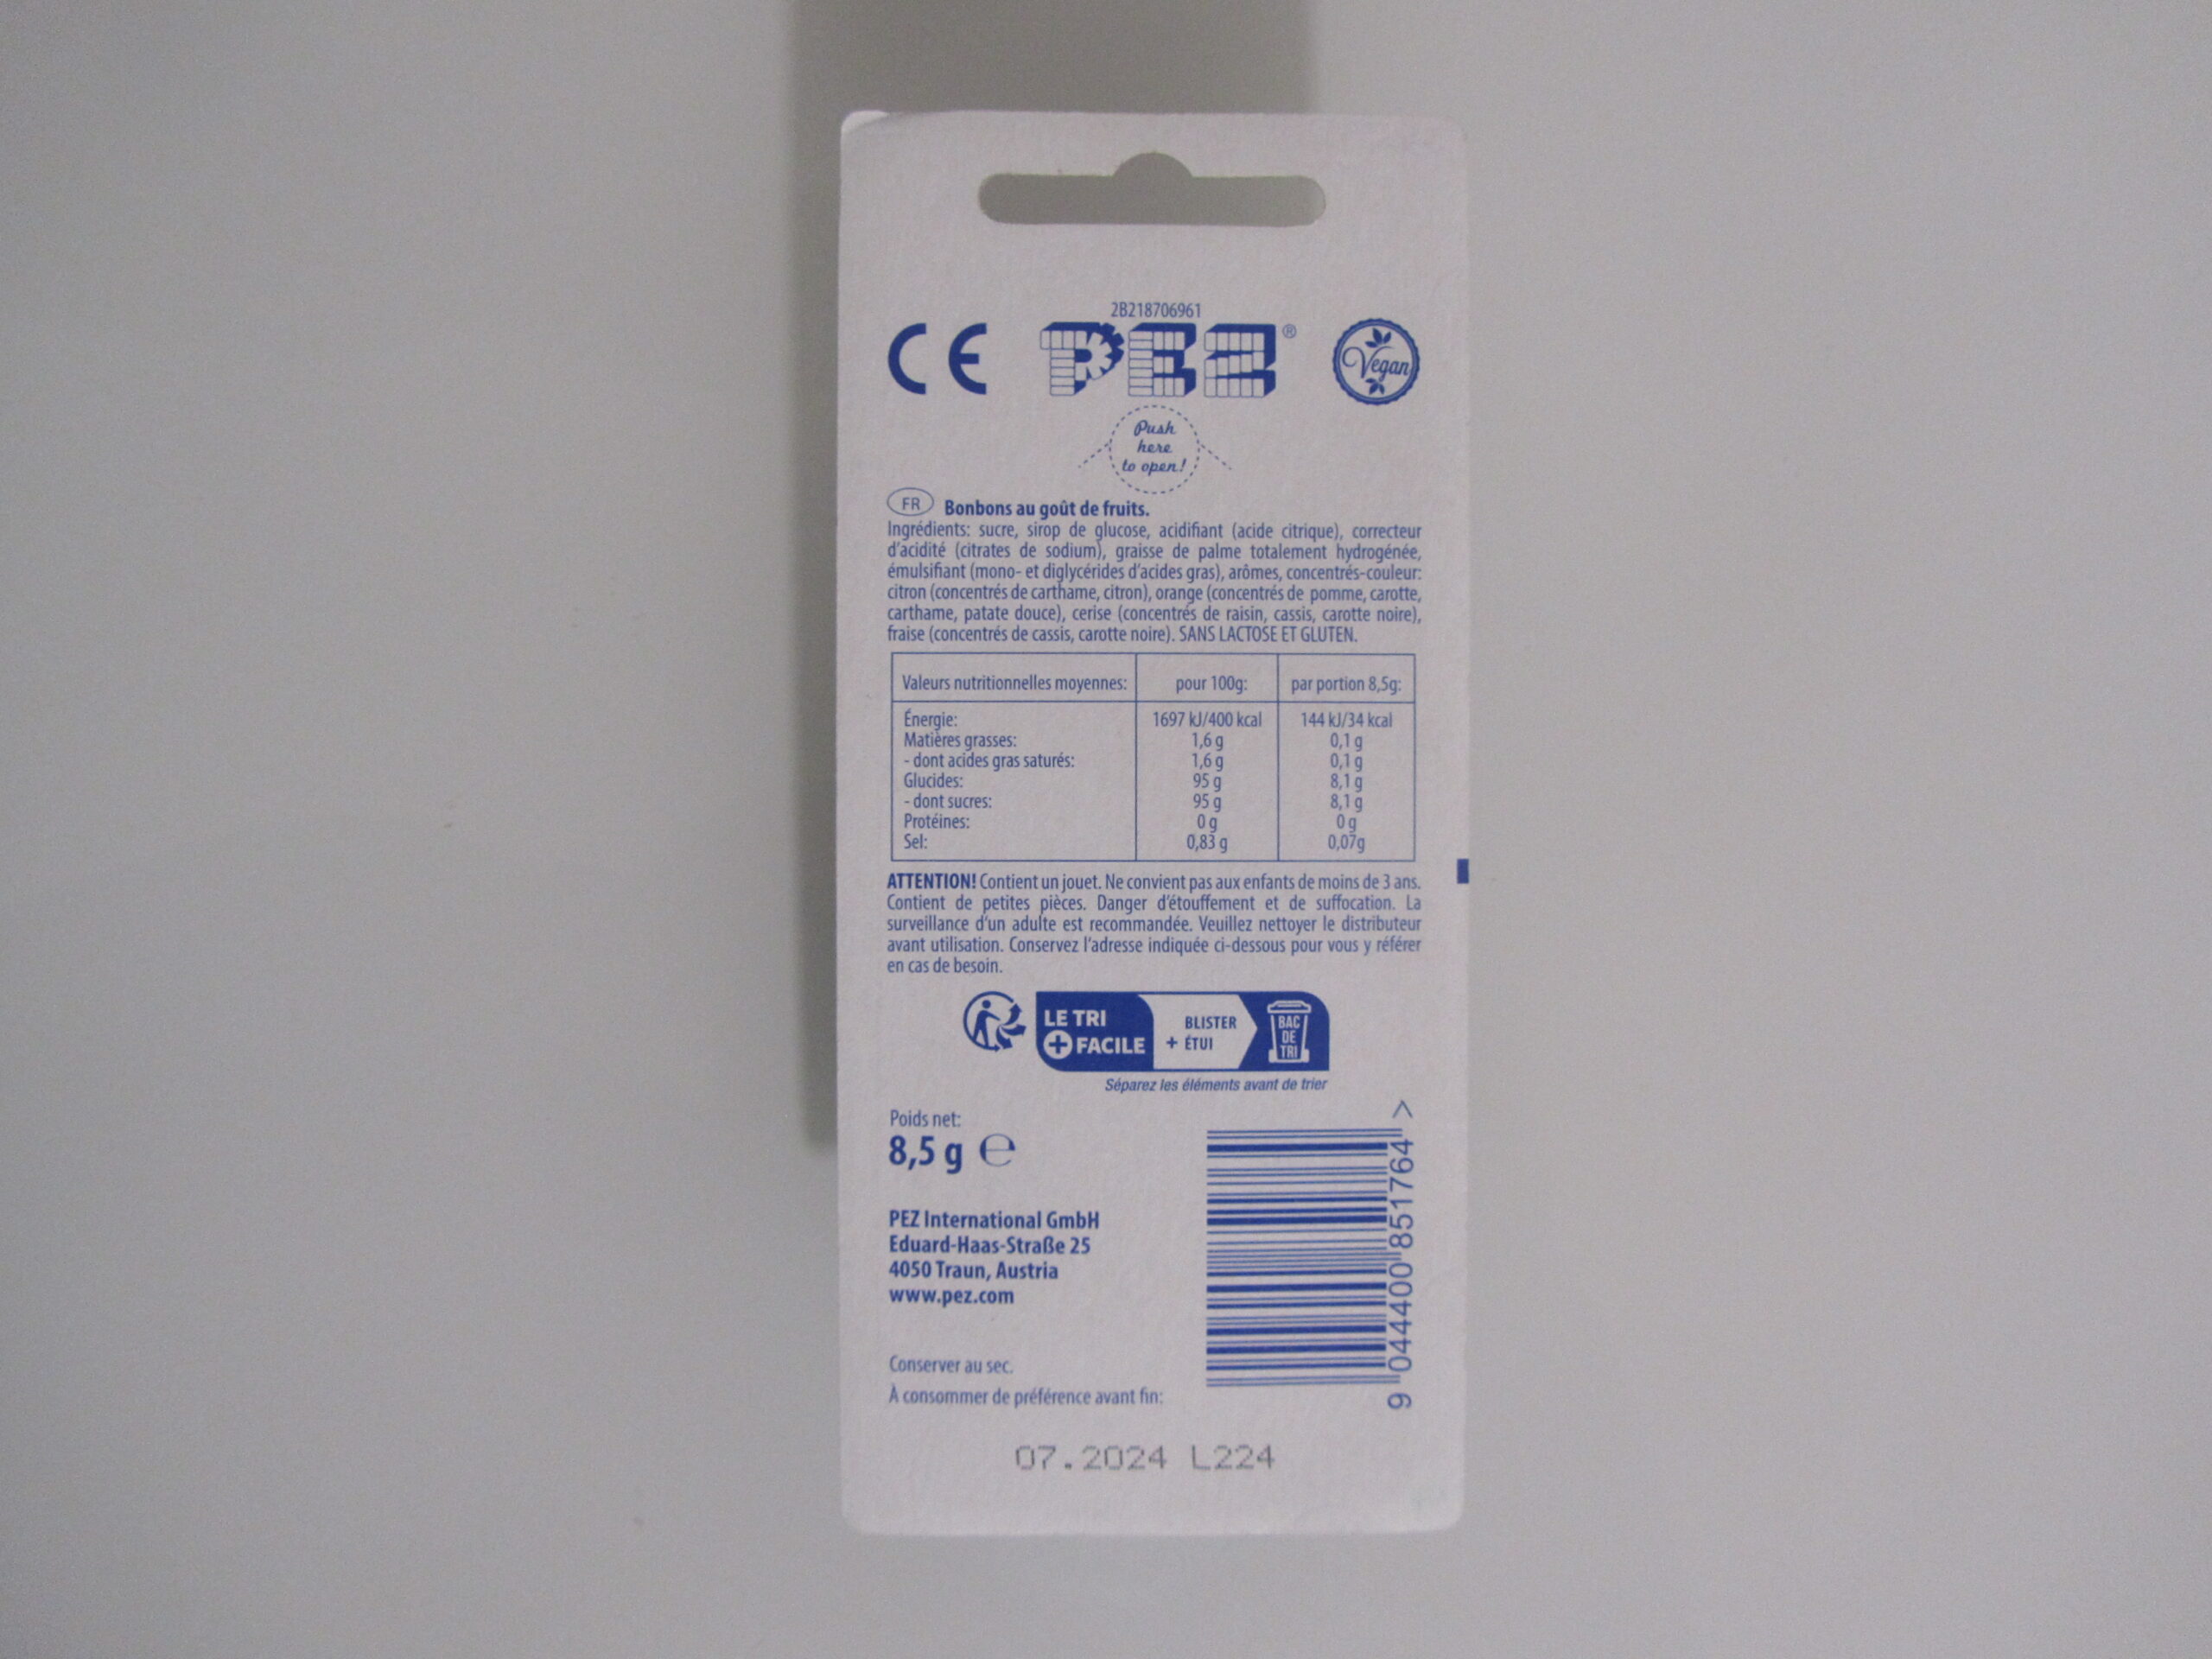 2B218706961
CE PEZ® Vegan
Push
here
to open!
FR Bonbons au goût de fruits.
Ingrédients: sucre, sirop de glucose, acidifiant (acide citrique), correcteur
d'acidité (citrates de sodium), graisse de palme totalement hydrogénée,
émulsifiant (mono- et diglycérides d'acides gras), arômes, concentrés-couleur:
citron (concentrés de carthame, citron), orange (concentrés de pomme, carotte,
carthame, patate douce), cerise (concentrés de raisin, cassis, carotte noire),
fraise (concentrés de cassis, carotte noire). SANS LACTOSE ET GLUTEN.
Valeurs nutritionnelles moyennes: pour 100g: par portion 8,5g:
Énergie: 1697 kJ/400 kcal 144 kJ/34 kcal
Matières grasses: 1,6 g 0,1 g
- dont acides gras saturés: 1,6 g 0,1 g
Glucides: 95 g 8,1 g
- dont sucres: 95 g 8,1 g
Protéines: 0 g 0 g
Sel: 0,83 g 0,07g
ATTENTION! Contient un jouet. Ne convient pas aux enfants de moins de 3 ans.
Contient de petites pièces. Danger d'étouffement et de suffocation. La
surveillance d'un adulte est recommandée. Veuillez nettoyer le distributeur
avant utilisation. Conservez l'adresse indiquée ci-dessous pour vous y référer
en cas de besoin.
LE TRI
+ FACILE
BLISTER
+ ÉTUI
BAC
DE
TRI
Séparez les éléments avant de trier
Poids net:
8,5 g ℮
PEZ International GmbH
Eduard-Haas-Straße 25
4050 Traun, Austria
www.pez.com
9 044400 851764 >
Conserver au sec.
À consommer de préférence avant fin:
07.2024 L224